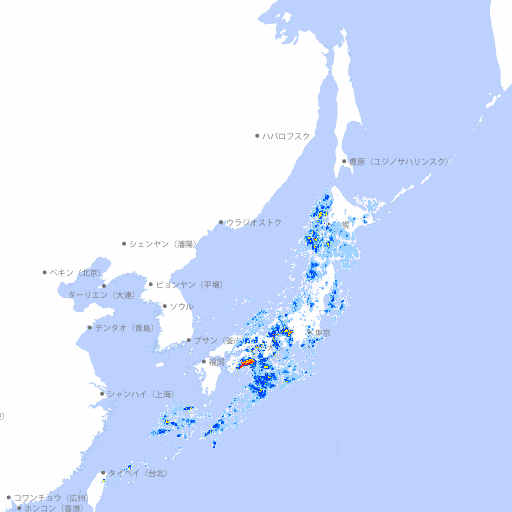 ハバロフスク
豊原（ユジノサハリンスク）
ウラジオストク
シェンヤン（瀋陽）
ペキン（北京）
ピョンヤン（平壌）
ターリエン（大連）
ソウル
チンタオ（青島）
東京
プサン（釜
福岡
シャンハイ（上海）
タイペイ（台北）
コワンチョウ（広州）
ホンコン（香港）